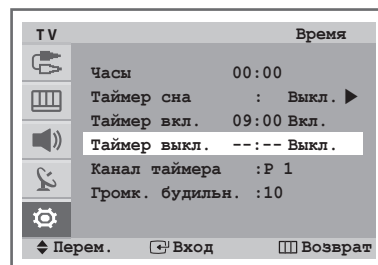 TV Время
Часы 00:00
Таймер сна : Выкл.
Таймер вкл. 09:00 Вкл.
Таймер выкл. --:-- Выкл.
Канал таймера :P 1
Громк. будильн. :10
Перем. Вход Возврат